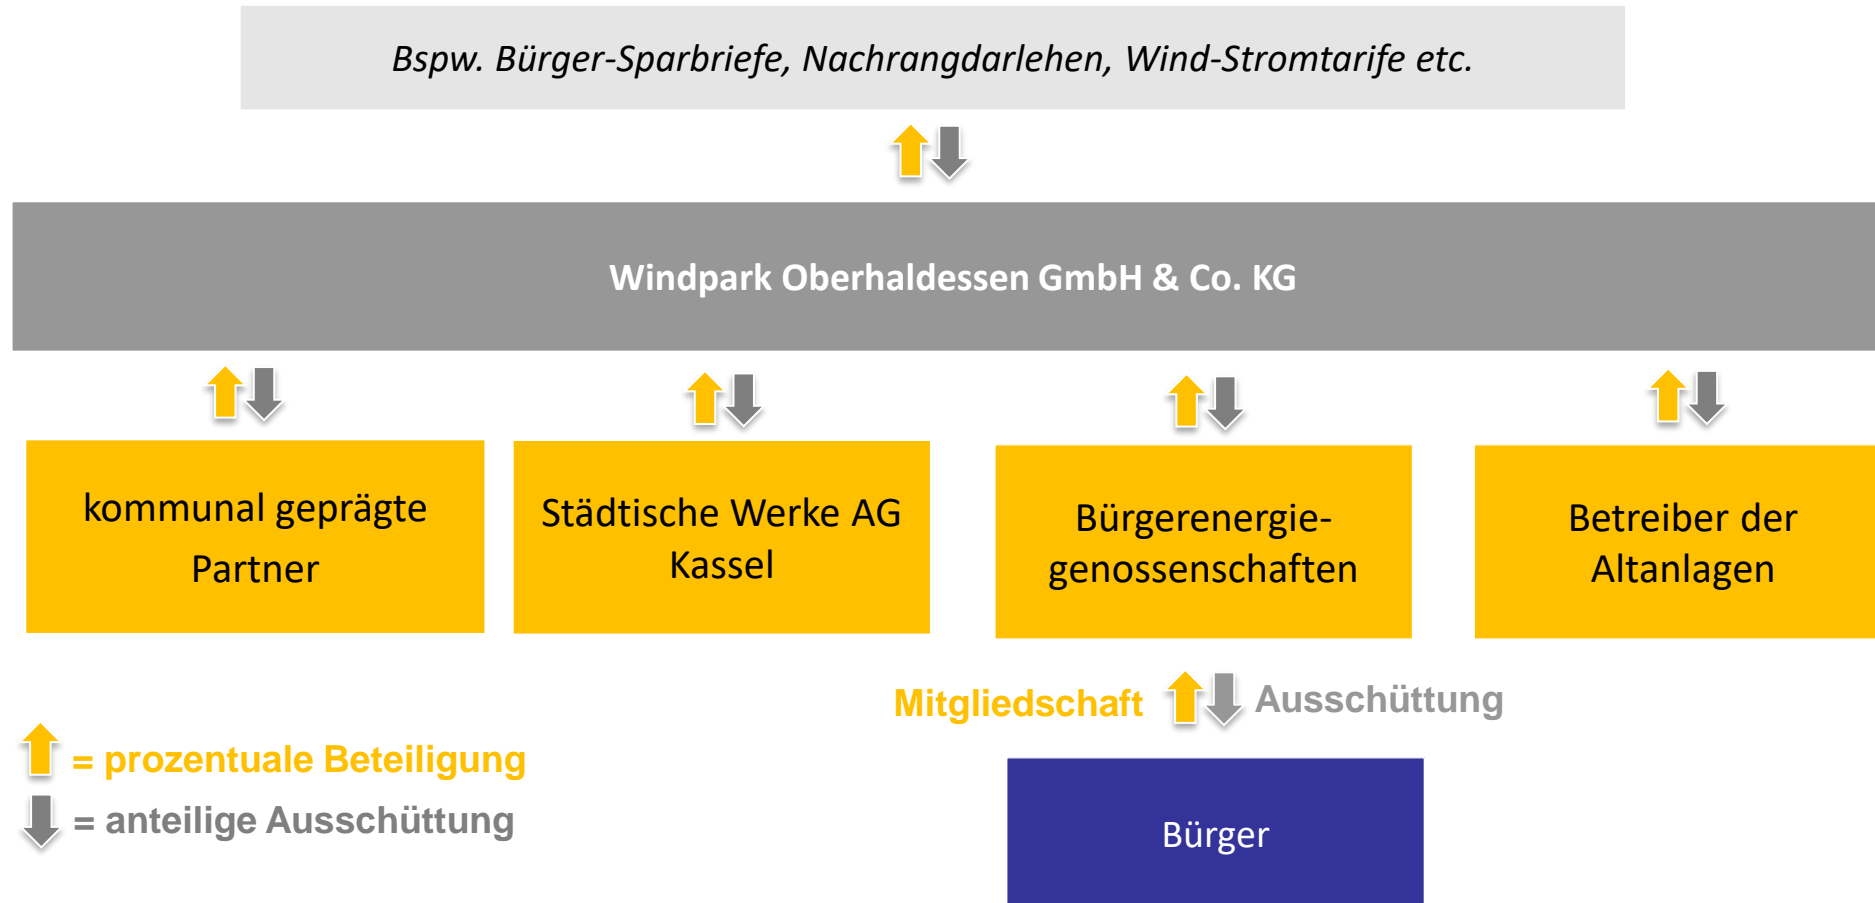 Bspw. Bürger-Sparbriefe, Nachrangdarlehen, Wind-Stromtarife etc.
Windpark Oberhaldessen GmbH & Co. KG
kommunal geprägte
Partner
Städtische Werke AG
Kassel
Bürgerenergie-
genossenschaften
Betreiber der
Altanlagen
Mitgliedschaft
Ausschüttung
= prozentuale Beteiligung
= anteilige Ausschüttung
Bürger